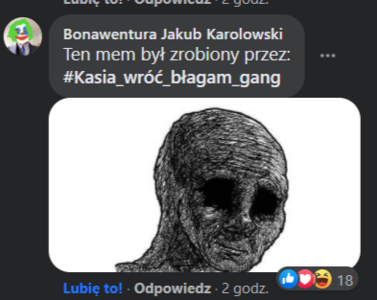 Lubię to! · Odpowiedz · 2 godz.
Bonawentura Jakub Karolowski
Ten mem był zrobiony przez:
#Kasia_wróć_błagam_gang
Lubię to! · Odpowiedz · 2 godz. 18